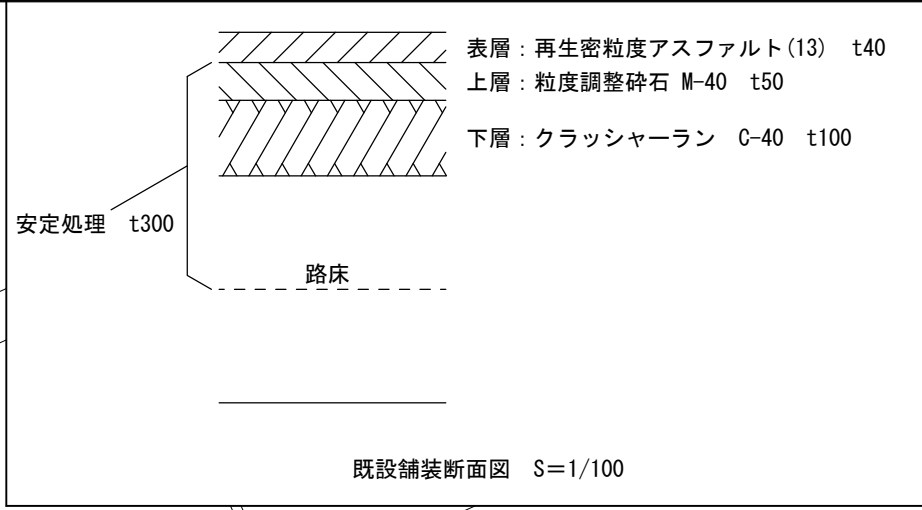 表層：再生密粒度アスファルト(13)　t40
上層：粒度調整砕石 M-40　t50
下層：クラッシャーラン　C-40　t100
安定処理　t300
路床
既設舗装断面図　S＝1/100